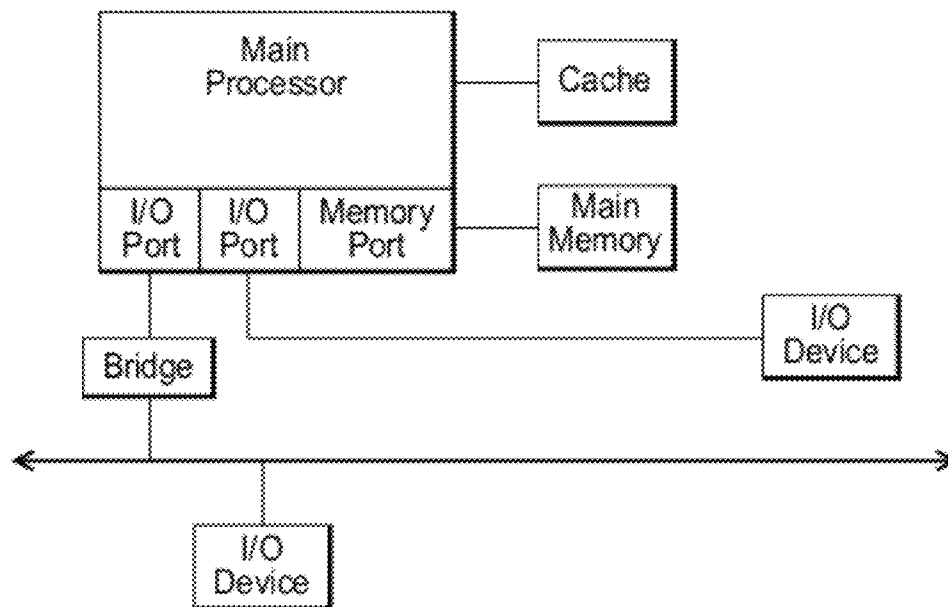 Main
Processor
Cache
I/O
Port
I/O
Port
Memory
Port
Main
Memory
I/O
Device
Bridge
I/O
Device